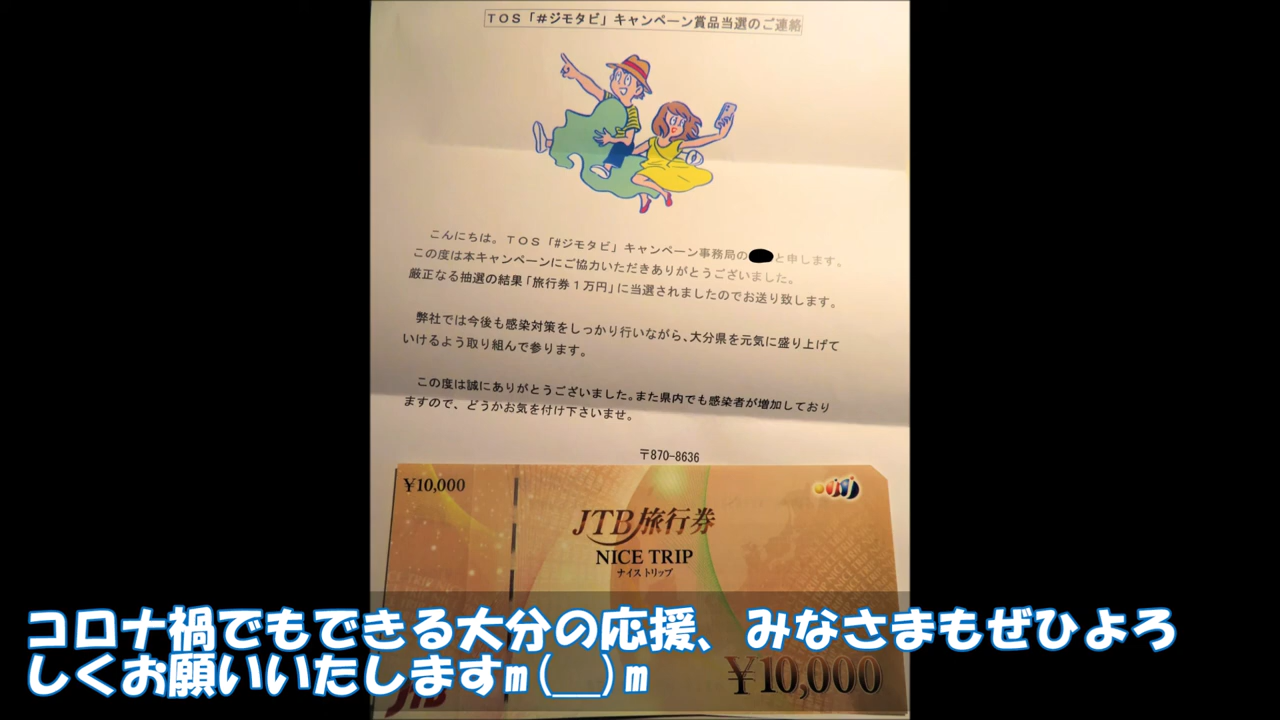 TOS「#ジモタビ」キャンペーン賞品当選のご連絡
こんにちは。TOS「#ジモタビ」キャンペーン事務局の
と申します。
この度は本キャンペーンにご協力いただきありがとうございました。
厳正なる抽選の結果「旅行券1万円」に当選されましたのでお送り致します。
弊社では今後も感染対策をしっかり行いながら、大分県を元気に盛り上げて
いけるよう取り組んで参ります。
この度は誠にありがとうございました。また県内でも感染者が増加しており
ますので、どうかお気を付け下さいませ。
〒870-8636
¥10,000
JTB旅行券
NICE TRIP
ナイストリップ
¥10,000
JTB
コロナ禍でもできる大分の応援、みなさまもぜひよろ
しくお願いいたしますm(__)m